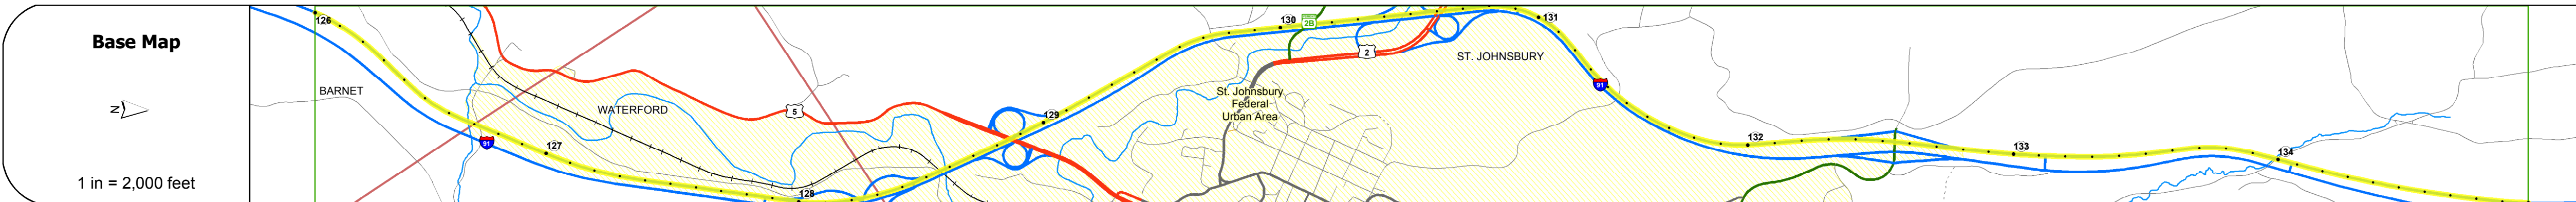 Base Map
N
1 in = 2,000 feet
126
BARNET
91
127
WATERFORD
5
128
129
130
2B
2
St. Johnsbury
Federal
Urban Area
ST. JOHNSBURY
131
91
132
133
134